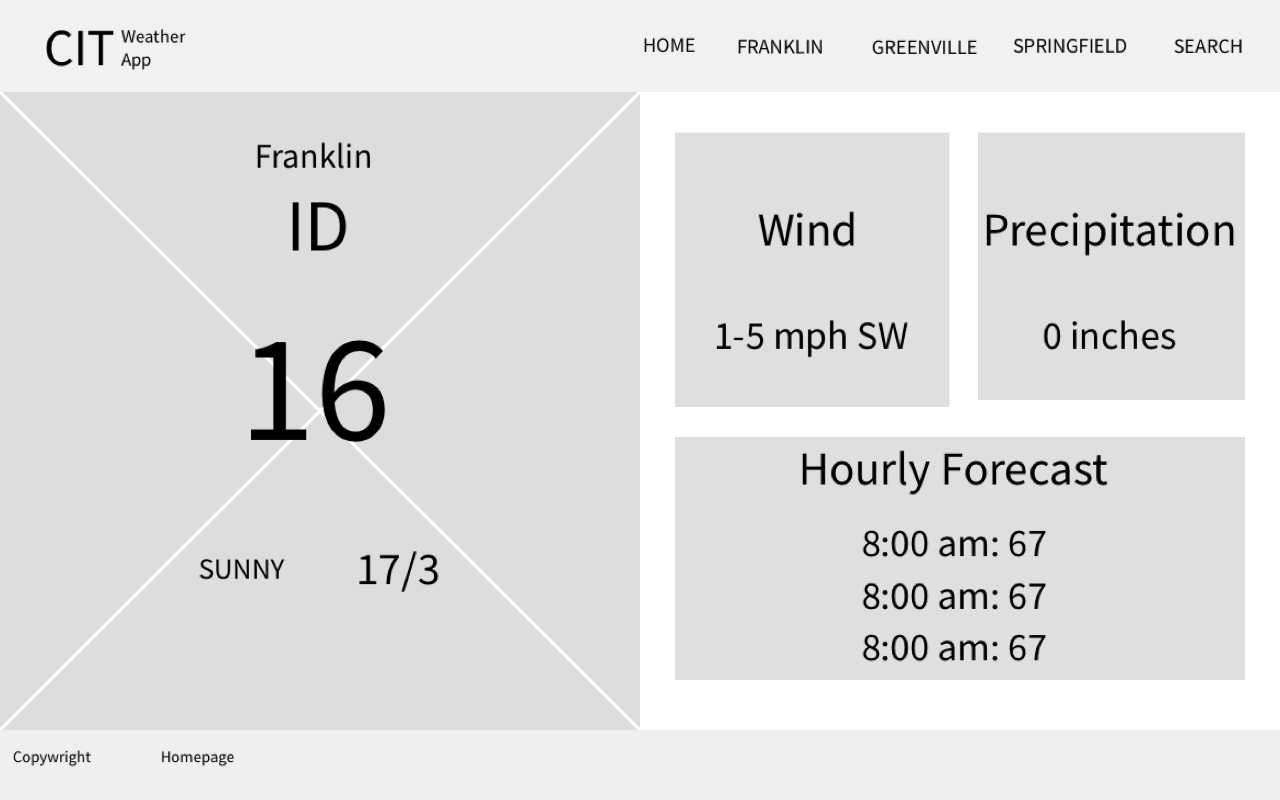 CIT Weather App
HOME FRANKLIN GREENVILLE SPRINGFIELD SEARCH
Franklin
ID
16
SUNNY 17/3
Wind
1-5 mph SW
Precipitation
0 inches
Hourly Forecast
8:00 am: 67
8:00 am: 67
8:00 am: 67
Copywright Homepage